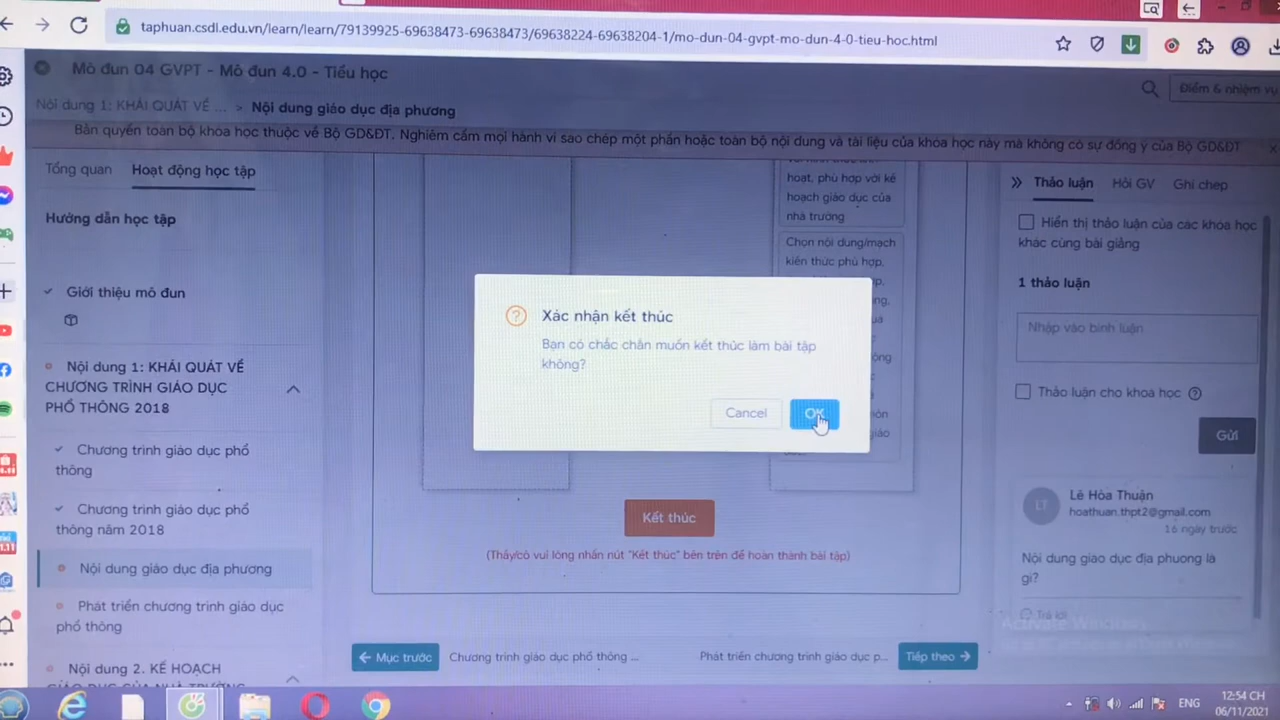 taphuan.csdl.edu.vn/learn/learn/79139925-69638473-69638473/69638224-69638204-1/mo-dun-04-gvpt-mo-dun-4-0-tieu-hoc.html
Mô đun 04 GVPT - Mô đun 4.0 - Tiểu học
Điểm & nhiệm vụ
Nội dung 1: KHÁI QUÁT VỀ ... > Nội dung giáo dục địa phương
Bản quyền toàn bộ khóa học thuộc về Bộ GD&ĐT. Nghiêm cấm mọi hành vi sao chép một phần hoặc toàn bộ nội dung và tài liệu của khóa học này mà không có sự đồng ý của Bộ GD&ĐT
Tổng quan
Hoạt động học tập
Hướng dẫn học tập
Giới thiệu mô đun
Nội dung 1: KHÁI QUÁT VỀ
CHƯƠNG TRÌNH GIÁO DỤC
PHỔ THÔNG 2018
Chương trình giáo dục phổ
thông
Chương trình giáo dục phổ
thông năm 2018
Nội dung giáo dục địa phương
Phát triển chương trình giáo dục
phổ thông
Nội dung 2. KẾ HOẠCH
hoạt, phù hợp với kế
hoạch giáo dục của
nhà trường
Chọn nội dung/mạch
kiến thức phù hợp,
Xác nhận kết thúc
Bạn có chắc chắn muốn kết thúc làm bài tập
không?
Cancel
OK
Kết thúc
(Thầy/cô vui lòng nhấn nút "Kết thúc" bên trên để hoàn thành bài tập)
← Mục trước
Chương trình giáo dục phổ thông ...
Phát triển chương trình giáo dục p...
Tiếp theo →
Thảo luận
Hỏi GV
Ghi chép
Hiển thị thảo luận của các khóa học
khác cùng bài giảng
1 thảo luận
Nhập vào bình luận
Thảo luận cho khóa học
Gửi
LT
Lê Hòa Thuận
hoathuan.thpt2@gmail.com
16 ngày trước
Nội dung giáo dục địa phuong là
gì?
Trả lời
Activate Windows
ENG
12:54 CH
06/11/2021